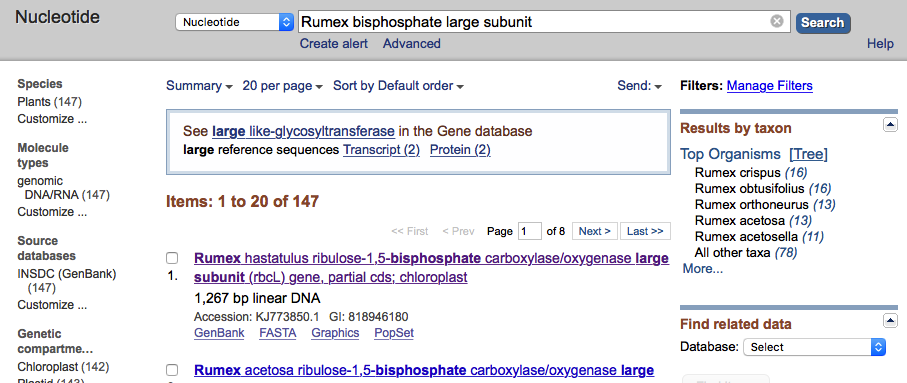 Nucleotide
Nucleotide
Rumex bisphosphate large subunit
Search
Create alert Advanced
Help
Species
Plants (147)
Customize ...
Molecule
types
genomic
DNA/RNA (147)
Customize ...
Source
databases
INSDC (GenBank)
(147)
Customize ...
Genetic
compartme...
Chloroplast (142)
Summary 20 per page Sort by Default order Send:
See large like-glycosyltransferase in the Gene database
large reference sequences Transcript (2) Protein (2)
Items: 1 to 20 of 147
<< First < Prev Page 1 of 8 Next > Last >>
1.
Rumex hastatulus ribulose-1,5-bisphosphate carboxylase/oxygenase large
subunit (rbcL) gene, partial cds; chloroplast
1,267 bp linear DNA
Accession: KJ773850.1 GI: 818946180
GenBank FASTA Graphics PopSet
Rumex acetosa ribulose-1,5-bisphosphate carboxylase/oxygenase large
Filters: Manage Filters
Results by taxon
Top Organisms [Tree]
Rumex crispus (16)
Rumex obtusifolius (16)
Rumex orthoneurus (13)
Rumex acetosa (13)
Rumex acetosella (11)
All other taxa (78)
More...
Find related data
Database: Select